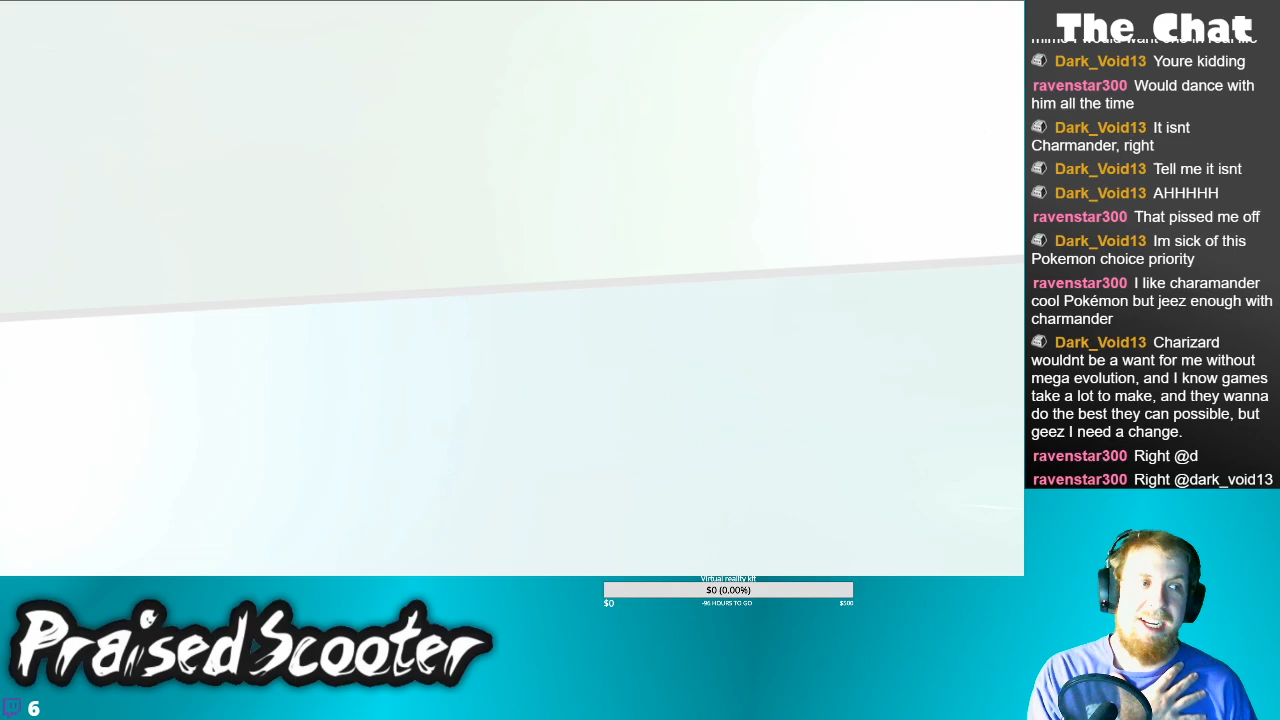 The Chat
Dark_Void13 Youre kidding
ravenstar300 Would dance with
him all the time
Dark_Void13 It isnt
Charmander, right
Dark_Void13 Tell me it isnt
Dark_Void13 AHHHHH
ravenstar300 That pissed me off
Dark_Void13 Im sick of this
Pokemon choice priority
ravenstar300 I like charamander
cool Pokémon but jeez enough with
charmander
Dark_Void13 Charizard
wouldnt be a want for me without
mega evolution, and I know games
take a lot to make, and they wanna
do the best they can possible, but
geez I need a change.
ravenstar300 Right @d
ravenstar300 Right @dark_void13
Virtual reality kit
$0 (0.00%)
$0 -96 HOURS TO GO $500
PraisedScooter
6